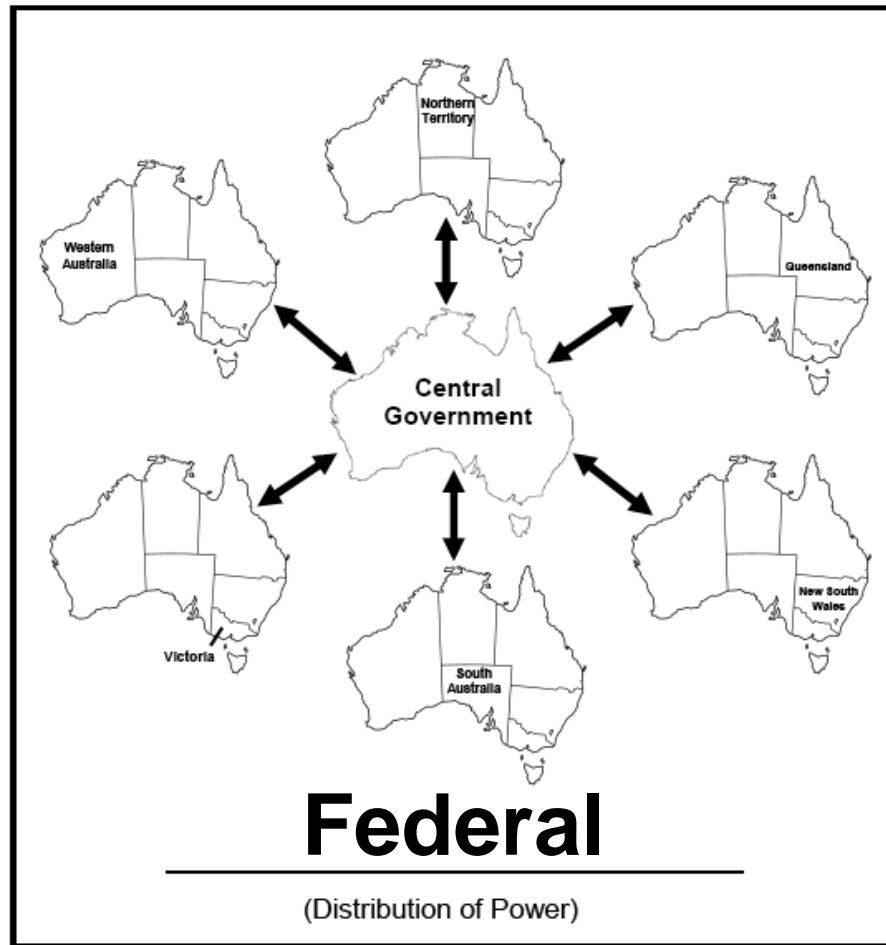 Northern
Territory
Western
Australia
Queensland
Central
Government
New South
Wales
Victoria
South
Australia
Federal
(Distribution of Power)